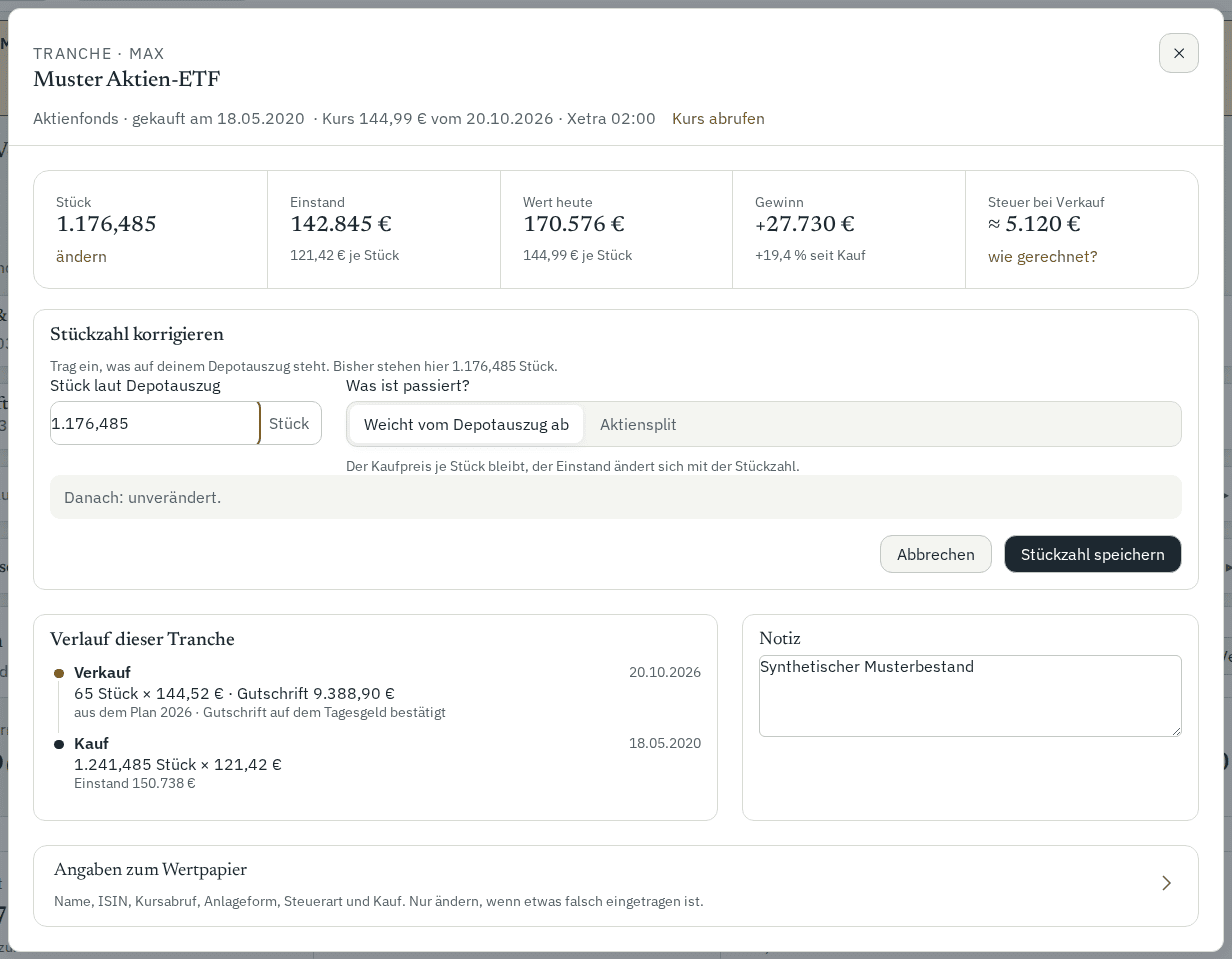 TRANCHE · MAX
Muster Aktien-ETF
Aktienfonds · gekauft am 18.05.2020 · Kurs 144,99 € vom 20.10.2026 · Xetra 02:00 Kurs abrufen
Stück
1.176,485
ändern
Einstand
142.845 €
121,42 € je Stück
Wert heute
170.576 €
144,99 € je Stück
Gewinn
+27.730 €
+19,4 % seit Kauf
Steuer bei Verkauf
≈ 5.120 €
wie gerechnet?
Stückzahl korrigieren
Trag ein, was auf deinem Depotauszug steht. Bisher stehen hier 1.176,485 Stück.
Stück laut Depotauszug
1.176,485 Stück
Was ist passiert?
Weicht vom Depotauszug ab Aktiensplit
Der Kaufpreis je Stück bleibt, der Einstand ändert sich mit der Stückzahl.
Danach: unverändert.
Abbrechen Stückzahl speichern
Verlauf dieser Tranche
Verkauf 20.10.2026
65 Stück × 144,52 € · Gutschrift 9.388,90 €
aus dem Plan 2026 · Gutschrift auf dem Tagesgeld bestätigt
Kauf 18.05.2020
1.241,485 Stück × 121,42 €
Einstand 150.738 €
Notiz
Synthetischer Musterbestand
Angaben zum Wertpapier
Name, ISIN, Kursabruf, Anlageform, Steuerart und Kauf. Nur ändern, wenn etwas falsch eingetragen ist.